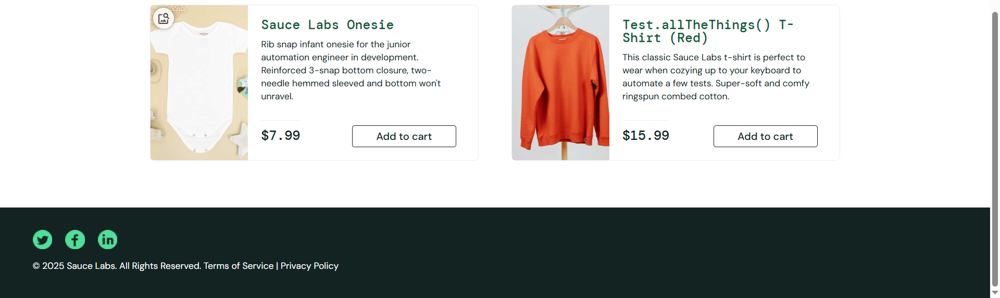 Sauce Labs Onesie
Rib snap infant onesie for the junior
automation engineer in development.
Reinforced 3-snap bottom closure, two-
needle hemmed sleeved and bottom won't
unravel.
$7.99
Add to cart
Test.allTheThings() T-
Shirt (Red)
This classic Sauce Labs t-shirt is perfect to
wear when cozying up to your keyboard to
automate a few tests. Super-soft and comfy
ringspun combed cotton.
$15.99
Add to cart
© 2025 Sauce Labs. All Rights Reserved. Terms of Service | Privacy Policy